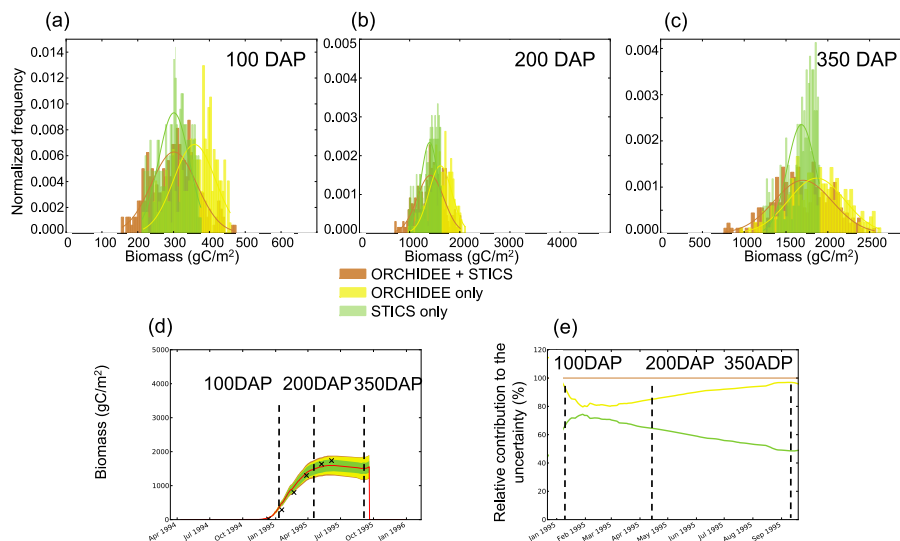 (a)
(b)
(c)
100 DAP
200 DAP
350 DAP
Normalized frequency
0.014
0.012
0.010
0.008
0.006
0.004
0.002
0.000
0.005
0.004
0.003
0.002
0.001
0.000
0.004
0.003
0.002
0.001
0.000
0 100 200 300 400 600
0 1000 2000 3000 4000
0 500 1000 1500 2000 2500
Biomass (gC/m²)
Biomass (gC/m²)
Biomass (gC/m²)
ORCHIDEE + STICS
ORCHIDEE only
STICS only
(d)
(e)
Biomass (gC/m²)
5000
4000
3000
2000
1000
0
100DAP 200DAP 350DAP
Apr 1994 Jul 1994 Oct 1994 Jan 1995 Apr 1995 Jul 1995 Oct 1995 Jan 1996
Relative contribution to the
uncertainty (%)
120
100
80
60
40
20
0
100DAP 200DAP 350ADP
Jan 1995 Feb 1995 Mar 1995 Apr 1995 May 1995 Jun 1995 Jul 1995 Aug 1995 Sep 1995